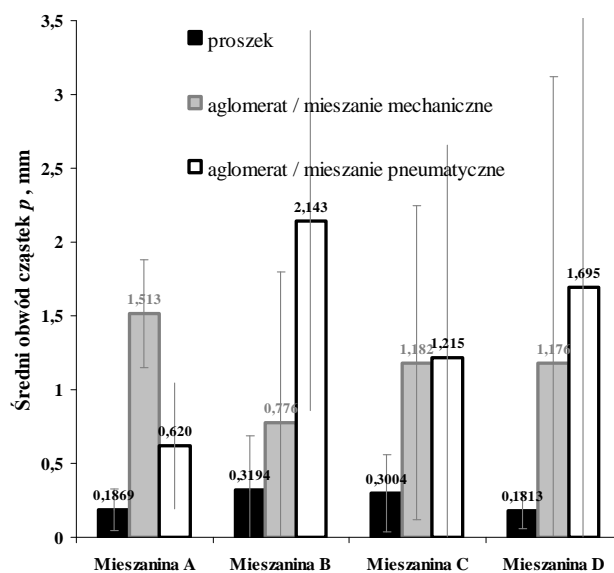 3,5
3
2,5
2
1,5
1
0,5
0
Średni obwód cząstek p , mm
proszek
aglomerat / mieszanie mechaniczne
aglomerat / mieszanie pneumatyczne
0,1869
1,513
0,620
0,3194
0,776
2,143
0,3004
1,182
1,215
0,1813
1,176
1,695
Mieszanina A
Mieszanina B
Mieszanina C
Mieszanina D